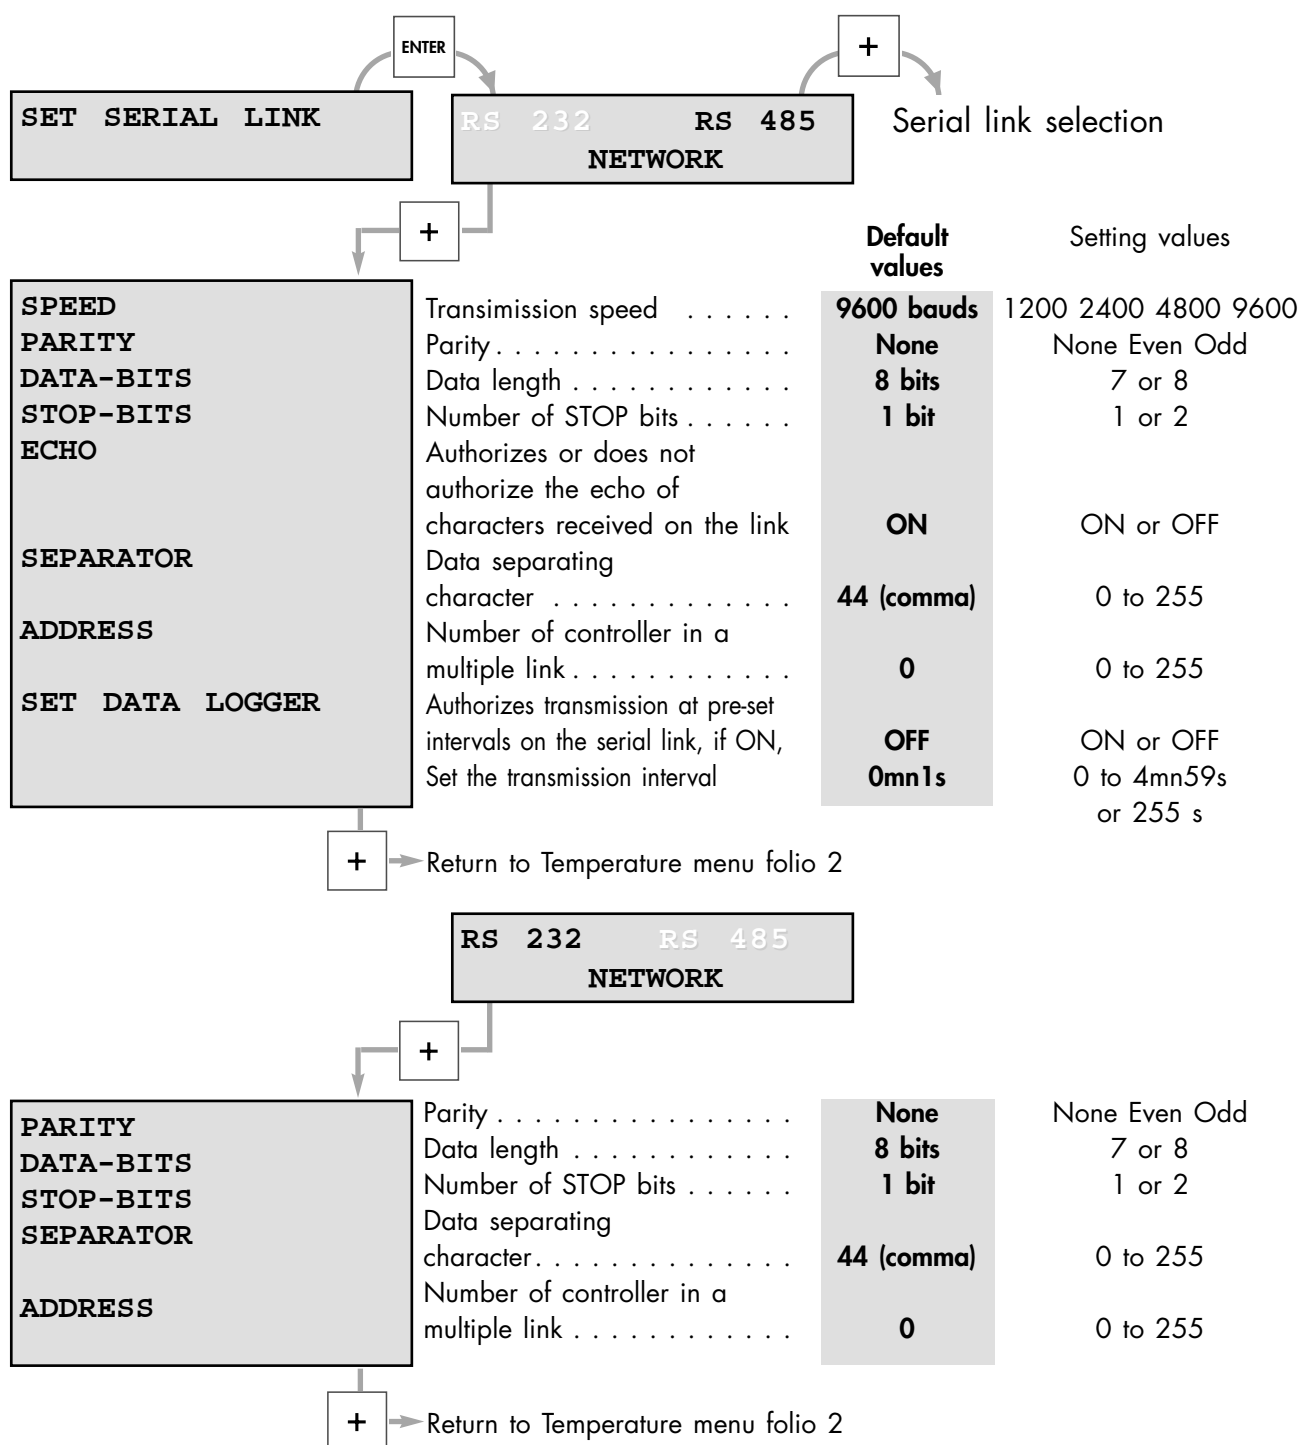 ENTER
+
SET SERIAL LINK
RS 232 RS 485
NETWORK
Serial link selection
+
Default
values
Setting values
SPEED Transimission speed . . . . . . 9600 bauds 1200 2400 4800 9600
PARITY Parity . . . . . . . . . . . . . . . . None None Even Odd
DATA-BITS Data length . . . . . . . . . . . . 8 bits 7 or 8
STOP-BITS Number of STOP bits . . . . . . 1 bit 1 or 2
ECHO Authorizes or does not
authorize the echo of
characters received on the link ON ON or OFF
SEPARATOR Data separating
character . . . . . . . . . . . . . 44 (comma) 0 to 255
ADDRESS Number of controller in a
multiple link . . . . . . . . . . . . 0 0 to 255
SET DATA LOGGER Authorizes transmission at pre-set
intervals on the serial link, if ON, OFF ON or OFF
Set the transmission interval 0mn1s 0 to 4mn59s
or 255 s
+ Return to Temperature menu folio 2
RS 232 RS 485
NETWORK
+
PARITY Parity . . . . . . . . . . . . . . . . None None Even Odd
DATA-BITS Data length . . . . . . . . . . . . 8 bits 7 or 8
STOP-BITS Number of STOP bits . . . . . . 1 bit 1 or 2
SEPARATOR Data separating
character. . . . . . . . . . . . . . 44 (comma) 0 to 255
ADDRESS Number of controller in a
multiple link . . . . . . . . . . . . 0 0 to 255
+ Return to Temperature menu folio 2